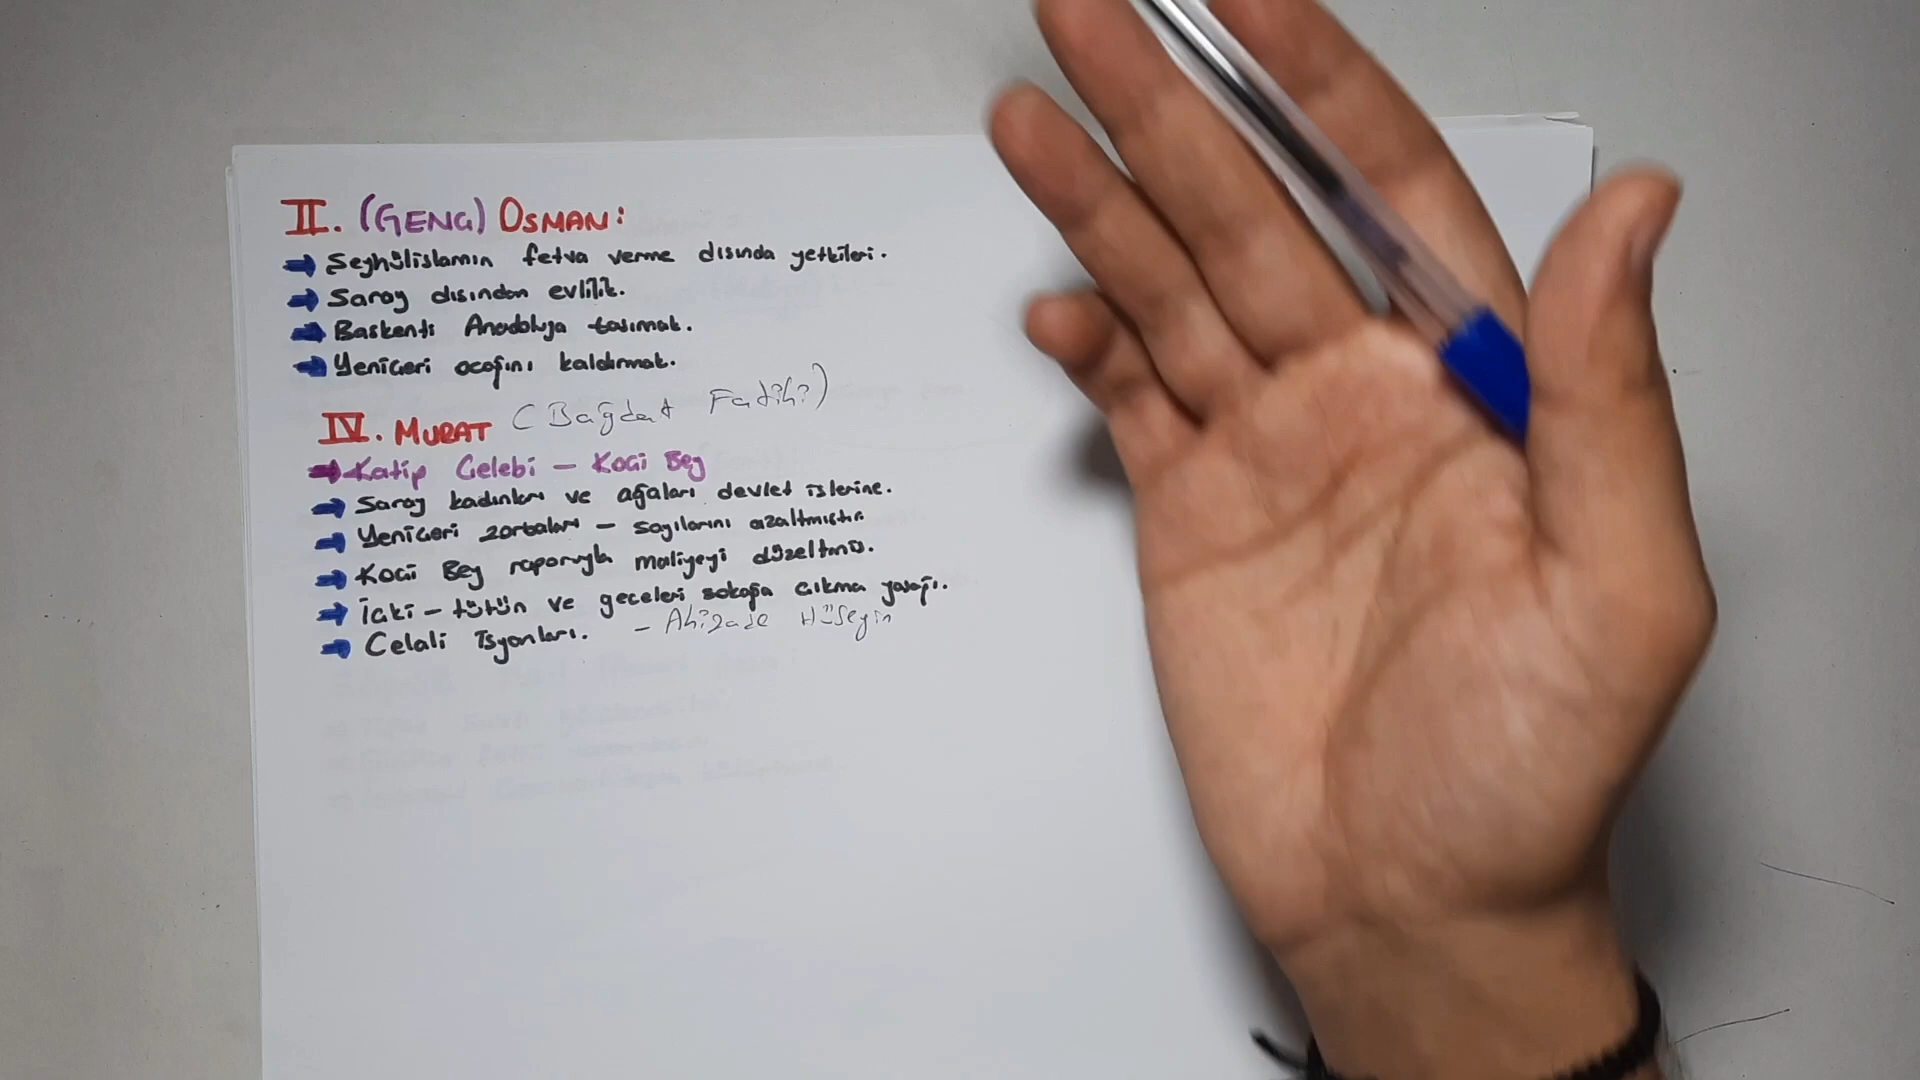 II. (GENÇ) OSMAN:
Şeyhülislamın fetva verme dışında yetkileri.
Saray dışından evlilik.
Başkenti Anadoluya taşımak.
Yeniçeri ocağını kaldırmak.
IV. MURAT (Bağdat Fatihi)
Katip Çelebi – Koçi Bey
Saray kadınları ve ağaları devlet işlerine.
Yeniçeri zorbaları – sayılarını azaltmıştır.
Koçi Bey raporuyla maliyeyi düzeltmiş.
İçki – tütün ve geceleri sokağa çıkma yasağı.
Celali İsyanları. – Ahizade Hüseyin